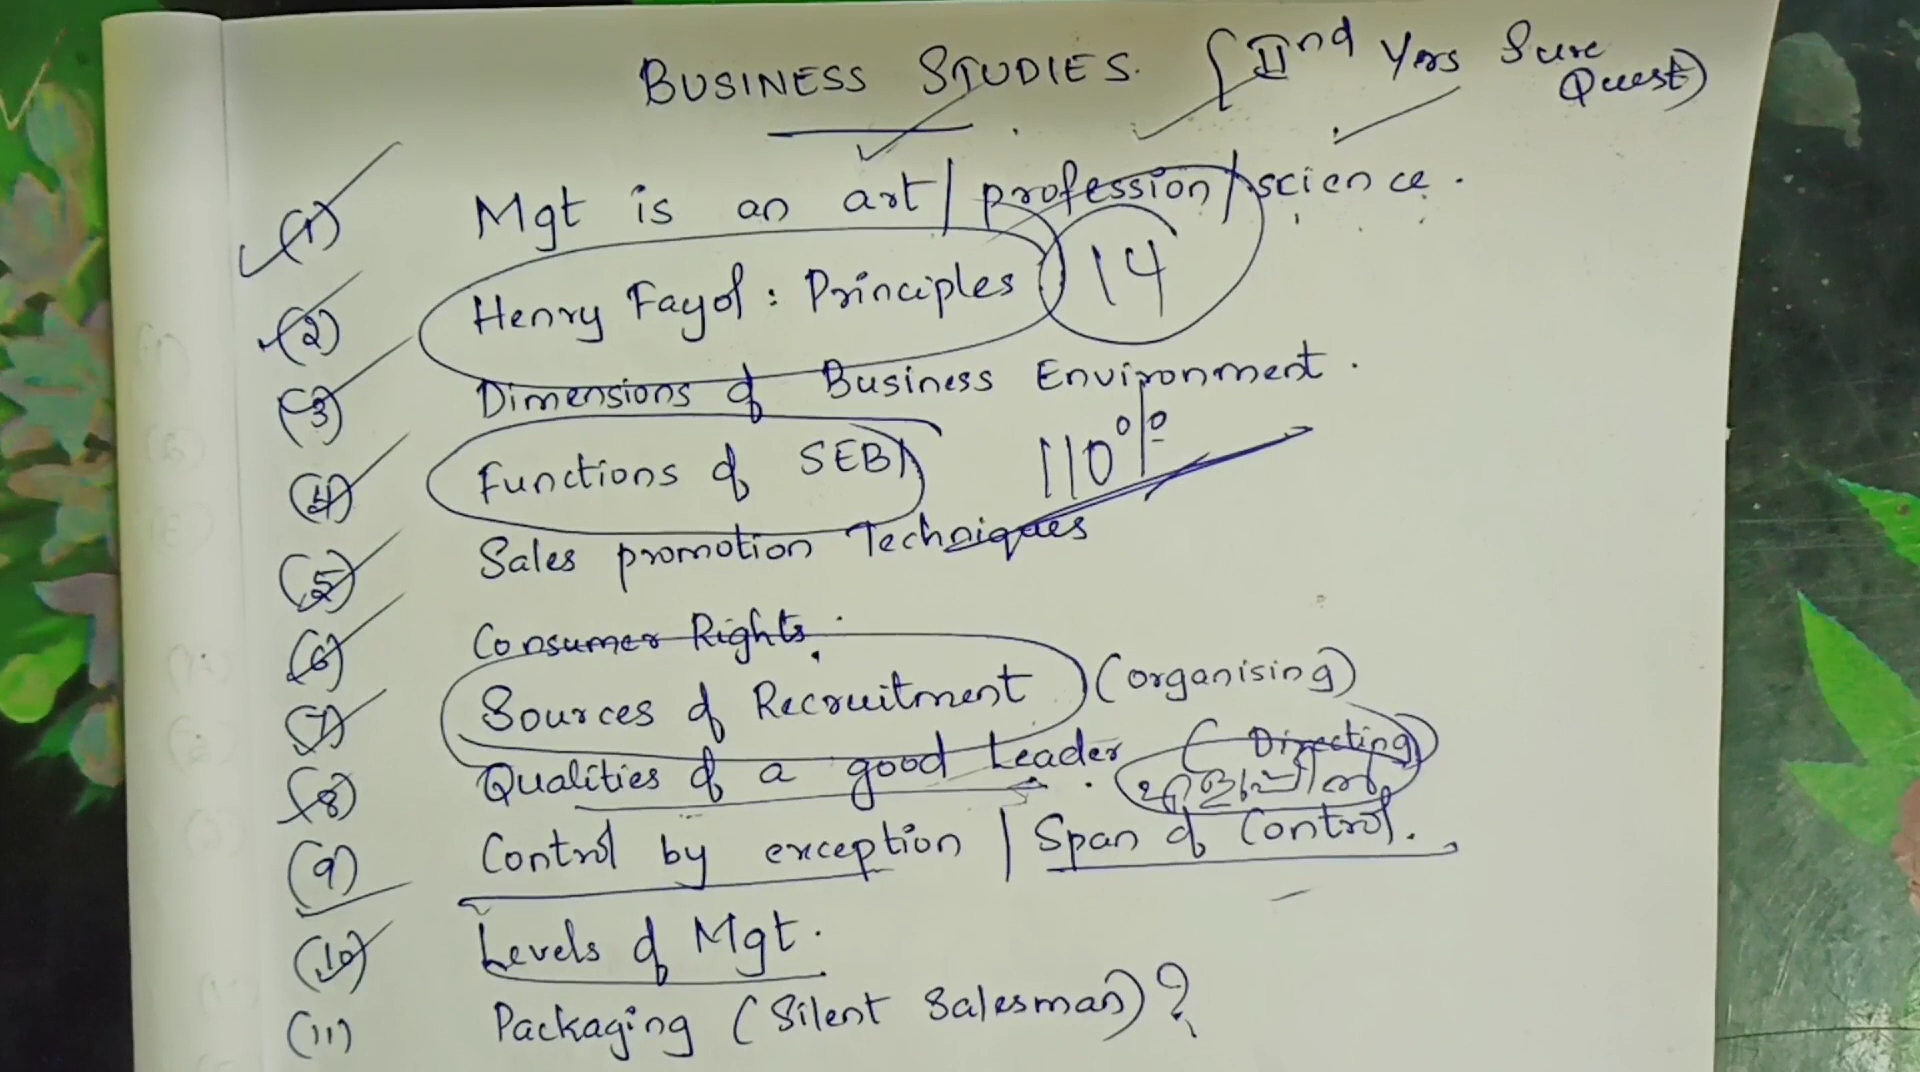 BUSINESS STUDIES. (IInd Yrs Sure Quest)
(1) Mgt is an art/profession/science.
(2) Henry Fayol: Principles 14
(3) Dimensions of Business Environment.
(4) Functions of SEBI 110%
(5) Sales promotion Techniques
(6) Consumer Rights.
(7) Sources of Recruitment (organising)
(8) Qualities of a good Leader (Directing)
(9) Control by exception / Span of Control.
(10) Levels of Mgt.
(11) Packaging (Silent Salesman)?